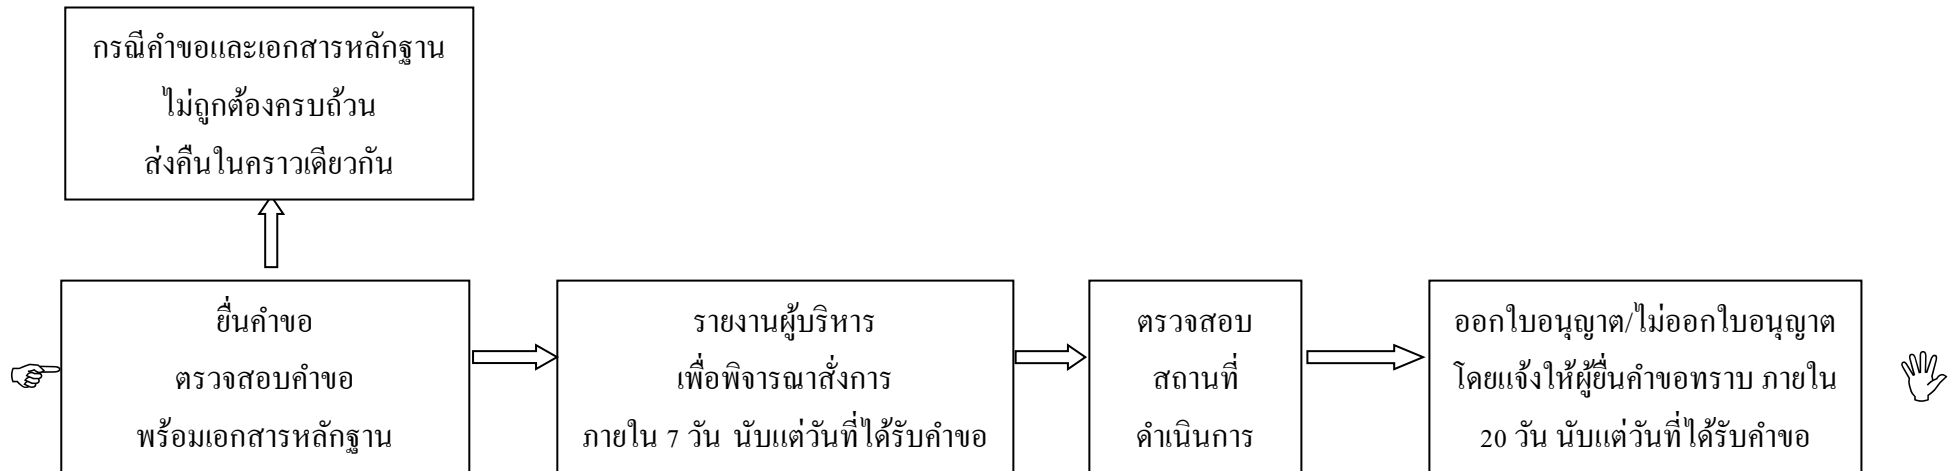 กรณีคำขอและเอกสารหลักฐาน
ไม่ถูกต้องครบถ้วน
ส่งคืนในคราวเดียวกัน
ยื่นคำขอ
ตรวจสอบคำขอ
พร้อมเอกสารหลักฐาน
รายงานผู้บริหาร
เพื่อพิจารณาสั่งการ
ภายใน 7 วัน นับแต่วันที่ได้รับคำขอ
ตรวจสอบ
สถานที่
ดำเนินการ
ออกใบอนุญาต/ไม่ออกใบอนุญาต
โดยแจ้งให้ผู้ยื่นคำขอทราบ ภายใน
20 วัน นับแต่วันที่ได้รับคำขอ